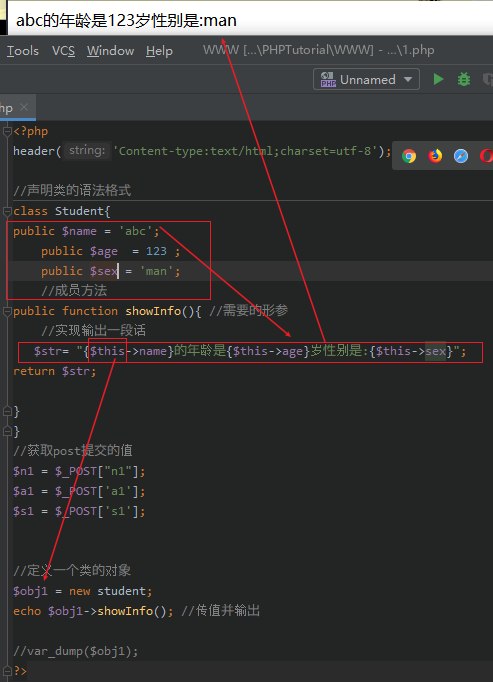 abc的年龄是123岁性别是:man
Tools VCS Window Help WWW [...\PHPTutorial\WWW] - ...\1.php
Unnamed
hp ×
<?php
header( string: 'Content-type:text/html;charset=utf-8');
//声明类的语法格式
class Student{
public $name = 'abc';
public $age = 123 ;
public $sex = 'man';
//成员方法
public function showInfo(){ //需要的形参
//实现输出一段话
$str= "{$this->name}的年龄是{$this->age}岁性别是:{$this->sex}";
return $str;
}
}
//获取post提交的值
$n1 = $_POST["n1"];
$a1 = $_POST['a1'];
$s1 = $_POST['s1'];
//定义一个类的对象
$obj1 = new student;
echo $obj1->showInfo(); //传值并输出
//var_dump($obj1);
?>